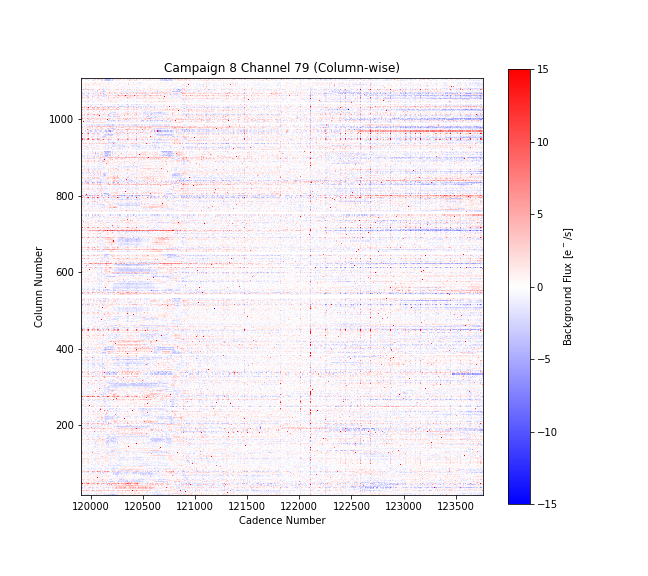 Campaign 8 Channel 79 (Column-wise)
1000
800
600
400
200
Column Number
120000 120500 121000 121500 122000 122500 123000 123500
Cadence Number
15
10
5
0
−5
−10
−15
Background Flux [e⁻/s]